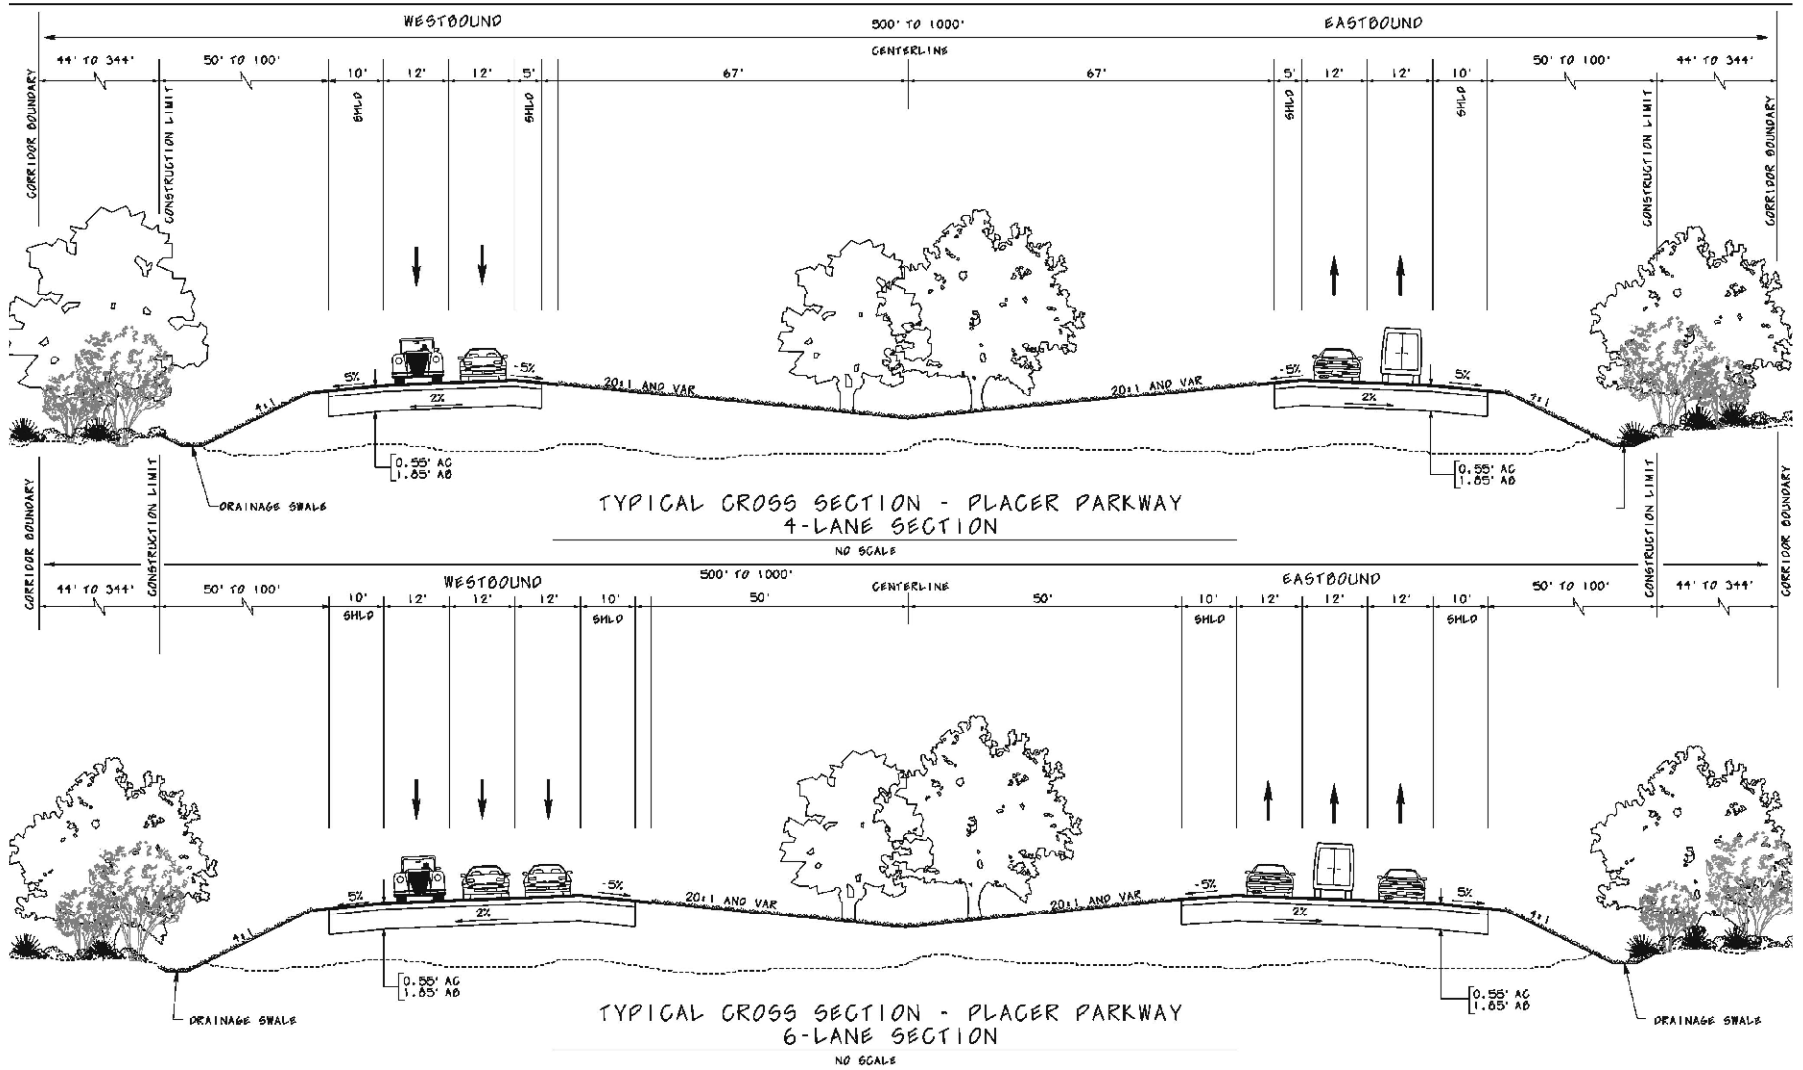 WESTBOUND
500' TO 1000'
EASTBOUND
CENTERLINE
44' TO 344'
50' TO 100'
10'
12'
12'
5'
67'
67'
5'
12'
12'
10'
50' TO 100'
44' TO 344'
CORRIDOR BOUNDARY
CONSTRUCTION LIMIT
SHLD
SHLD
SHLD
SHLD
CONSTRUCTION LIMIT
CORRIDOR BOUNDARY
4:1
5%
2%
-5%
20:1 AND VAR
20:1 AND VAR
-5%
2%
5%
4:1
0.55' AC
1.85' AB
0.55' AC
1.85' AB
DRAINAGE SWALE
TYPICAL CROSS SECTION - PLACER PARKWAY
4-LANE SECTION
NO SCALE
CORRIDOR BOUNDARY
CONSTRUCTION LIMIT
CONSTRUCTION LIMIT
CORRIDOR BOUNDARY
WESTBOUND
500' TO 1000'
CENTERLINE
EASTBOUND
44' TO 344'
50' TO 100'
10'
12'
12'
12'
10'
50'
50'
10'
12'
12'
12'
10'
50' TO 100'
44' TO 344'
SHLD
SHLD
SHLD
SHLD
4:1
5%
2%
-5%
20:1 AND VAR
20:1 AND VAR
-5%
2%
5%
4:1
0.55' AC
1.85' AB
0.55' AC
1.85' AB
DRAINAGE SWALE
DRAINAGE SWALE
TYPICAL CROSS SECTION - PLACER PARKWAY
6-LANE SECTION
NO SCALE